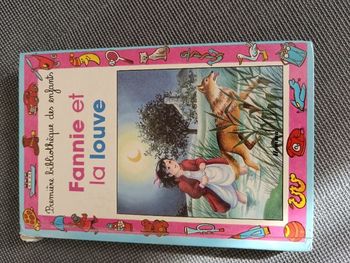 Première bibliothèque des enfants
Fannie et
la louve